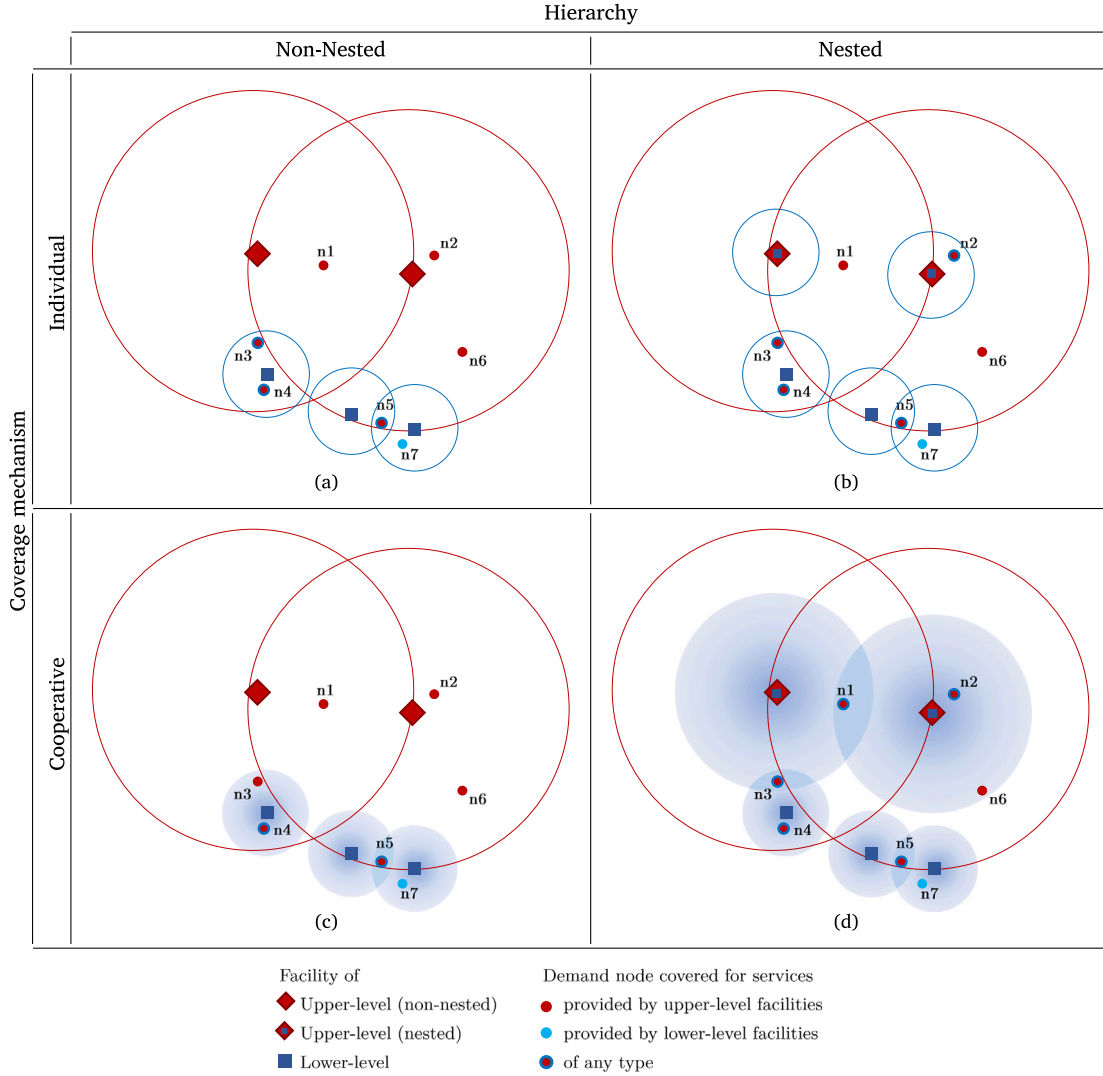 Hierarchy
Non-Nested
Nested
Coverage mechanism
Individual
n1
n2
n3
n4
n5
n6
n7
(a)
n1
n2
n3
n4
n5
n6
n7
(b)
Cooperative
n1
n2
n3
n4
n5
n6
n7
(c)
n1
n2
n3
n4
n5
n6
n7
(d)
Facility of
Upper-level (non-nested)
Upper-level (nested)
Lower-level
Demand node covered for services
provided by upper-level facilities
provided by lower-level facilities
of any type